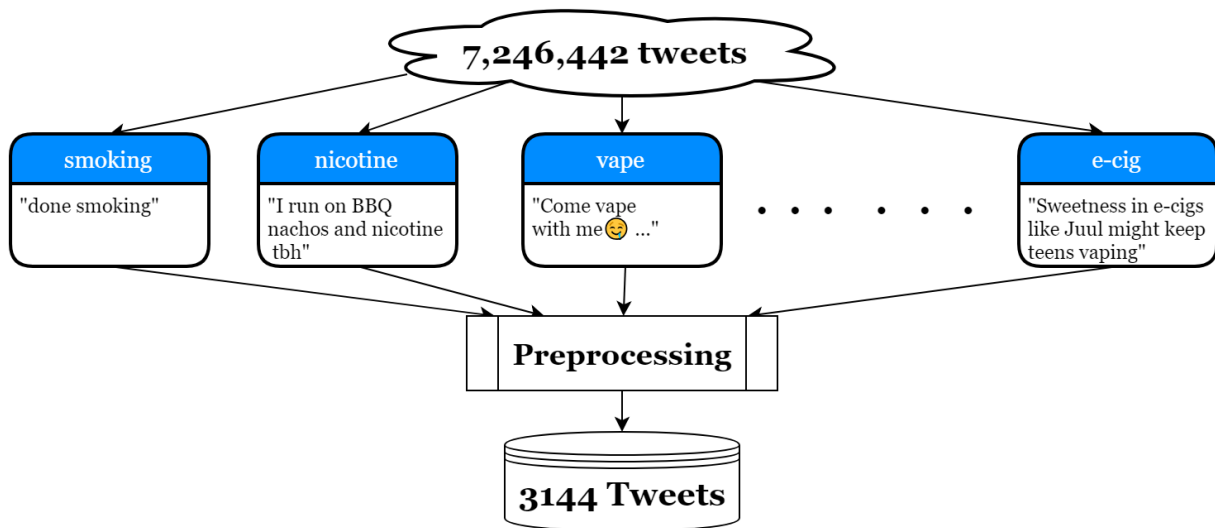 7,246,442 tweets
smoking
"done smoking"
nicotine
"I run on BBQ
nachos and nicotine
tbh"
vape
"Come vape
with me🤤 ..."
. . . . . .
e-cig
"Sweetness in e-cigs
like Juul might keep
teens vaping"
Preprocessing
3144 Tweets